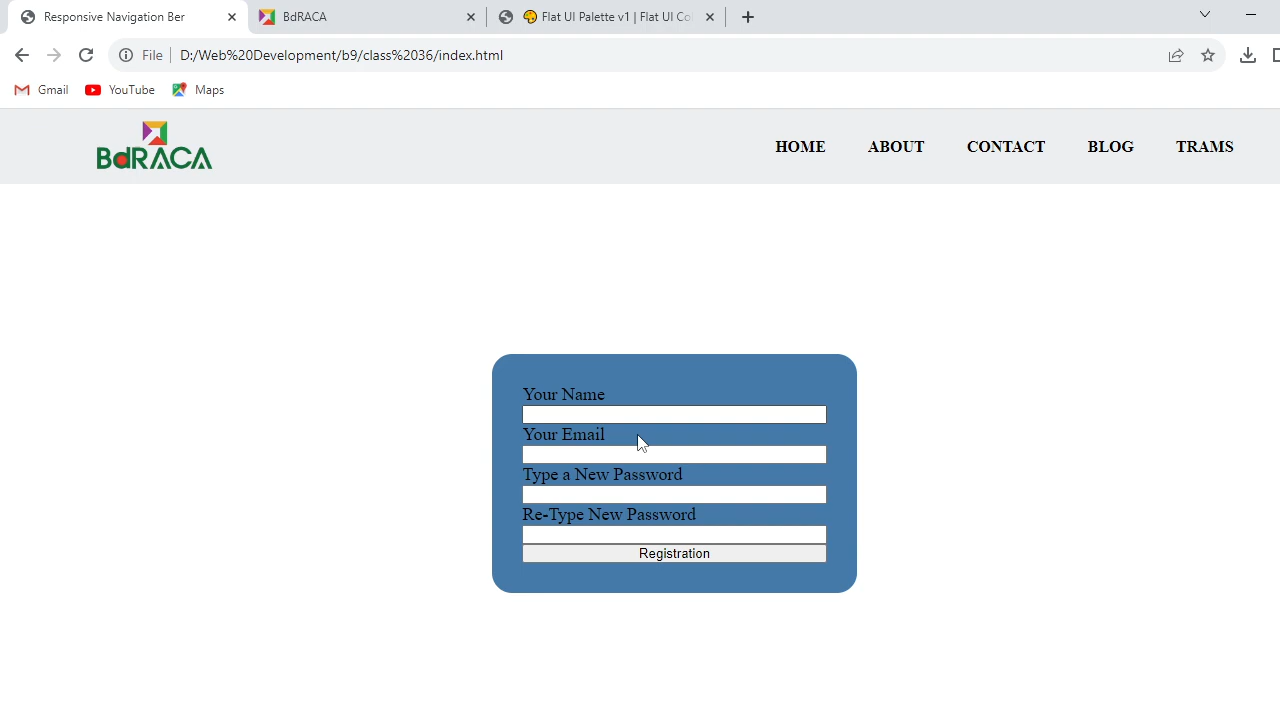 Responsive Navigation Ber
BdRACA
Flat UI Palette v1 | Flat UI Co
File
D:/Web%20Development/b9/class%2036/index.html
Gmail
YouTube
Maps
BdRACA
HOME
ABOUT
CONTACT
BLOG
TRAMS
Your Name
Your Email
Type a New Password
Re-Type New Password
Registration